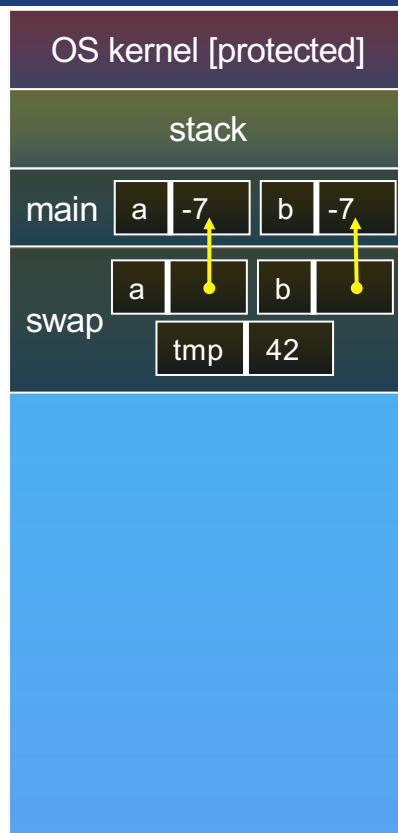 OS kernel [protected]
stack
main a -7 b -7
swap a b
tmp 42